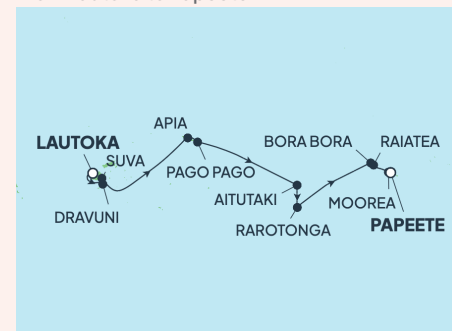 APIA
LAUTOKA
SUVA
BORA BORA
RAIATEA
PAGO PAGO
AITUTAKI
DRAVUNI
MOOREA
RAROTONGA
PAPEETE